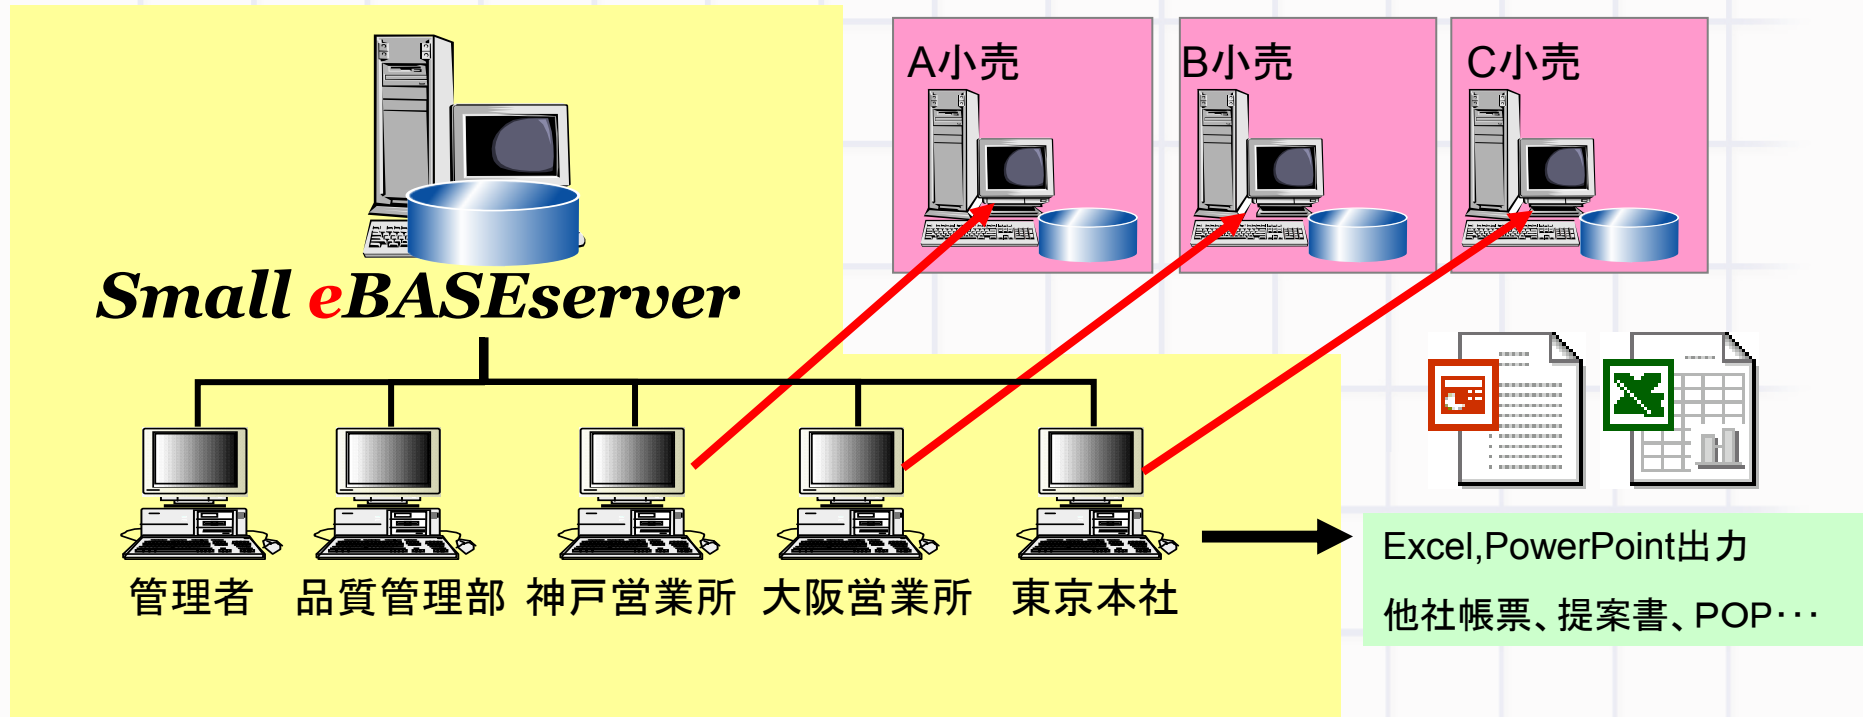 A小売
B小売
C小売
Small eBASEserver
管理者
品質管理部
神戸営業所
大阪営業所
東京本社
Excel,PowerPoint出力
他社帳票、提案書、POP･･･